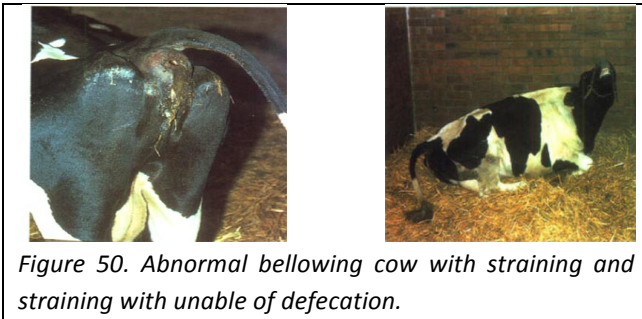 Figure 50. Abnormal bellowing cow with straining and
straining with unable of defecation.